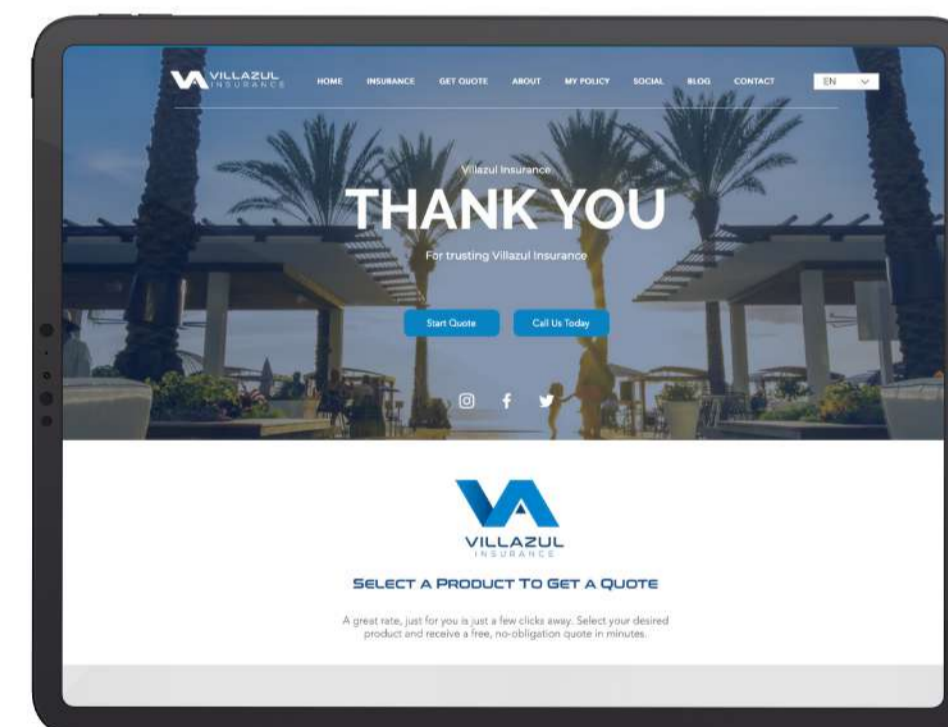 VILLAZUL
INSURANCE
HOME INSURANCE GET QUOTE ABOUT MY POLICY SOCIAL BLOG CONTACT EN
Villazul Insurance
THANK YOU
For trusting Villazul Insurance
Start Quote Call Us Today
VILLAZUL
INSURANCE
SELECT A PRODUCT TO GET A QUOTE
A great rate, just for you is just a few clicks away. Select your desired
product and receive a free, no-obligation quote in minutes.